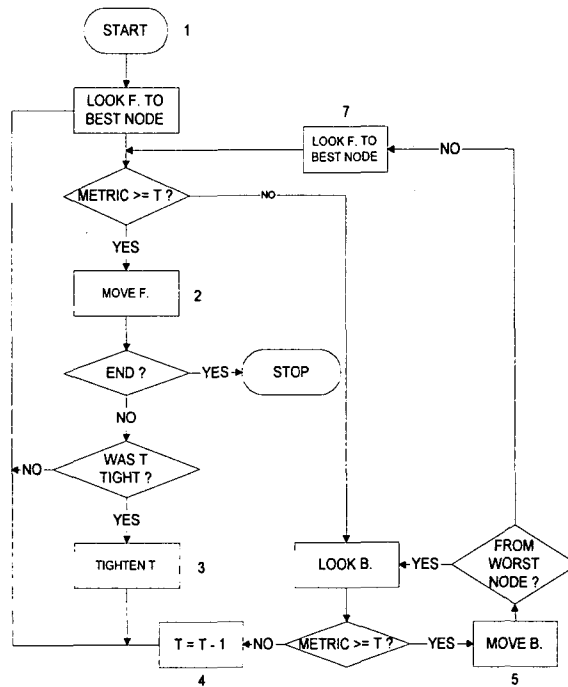 START
1
LOOK F. TO
BEST NODE
7
LOOK F. TO
BEST NODE
NO
METRIC >= T ?
NO
YES
MOVE F.
2
END ?
YES
STOP
NO
WAS T
TIGHT ?
NO
YES
TIGHTEN T
3
LOOK B.
YES
FROM
WORST
NODE ?
T = T - 1
NO
METRIC >= T ?
YES
MOVE B.
4
5